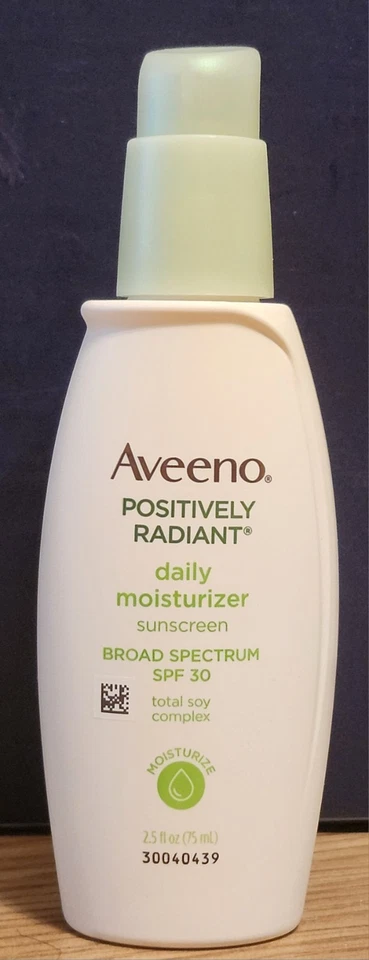 Aveeno®
POSITIVELY
RADIANT®
daily
moisturizer
sunscreen
BROAD SPECTRUM
SPF 30
total soy
complex
MOISTURIZE
2.5 fl oz (75 mL)
30040439